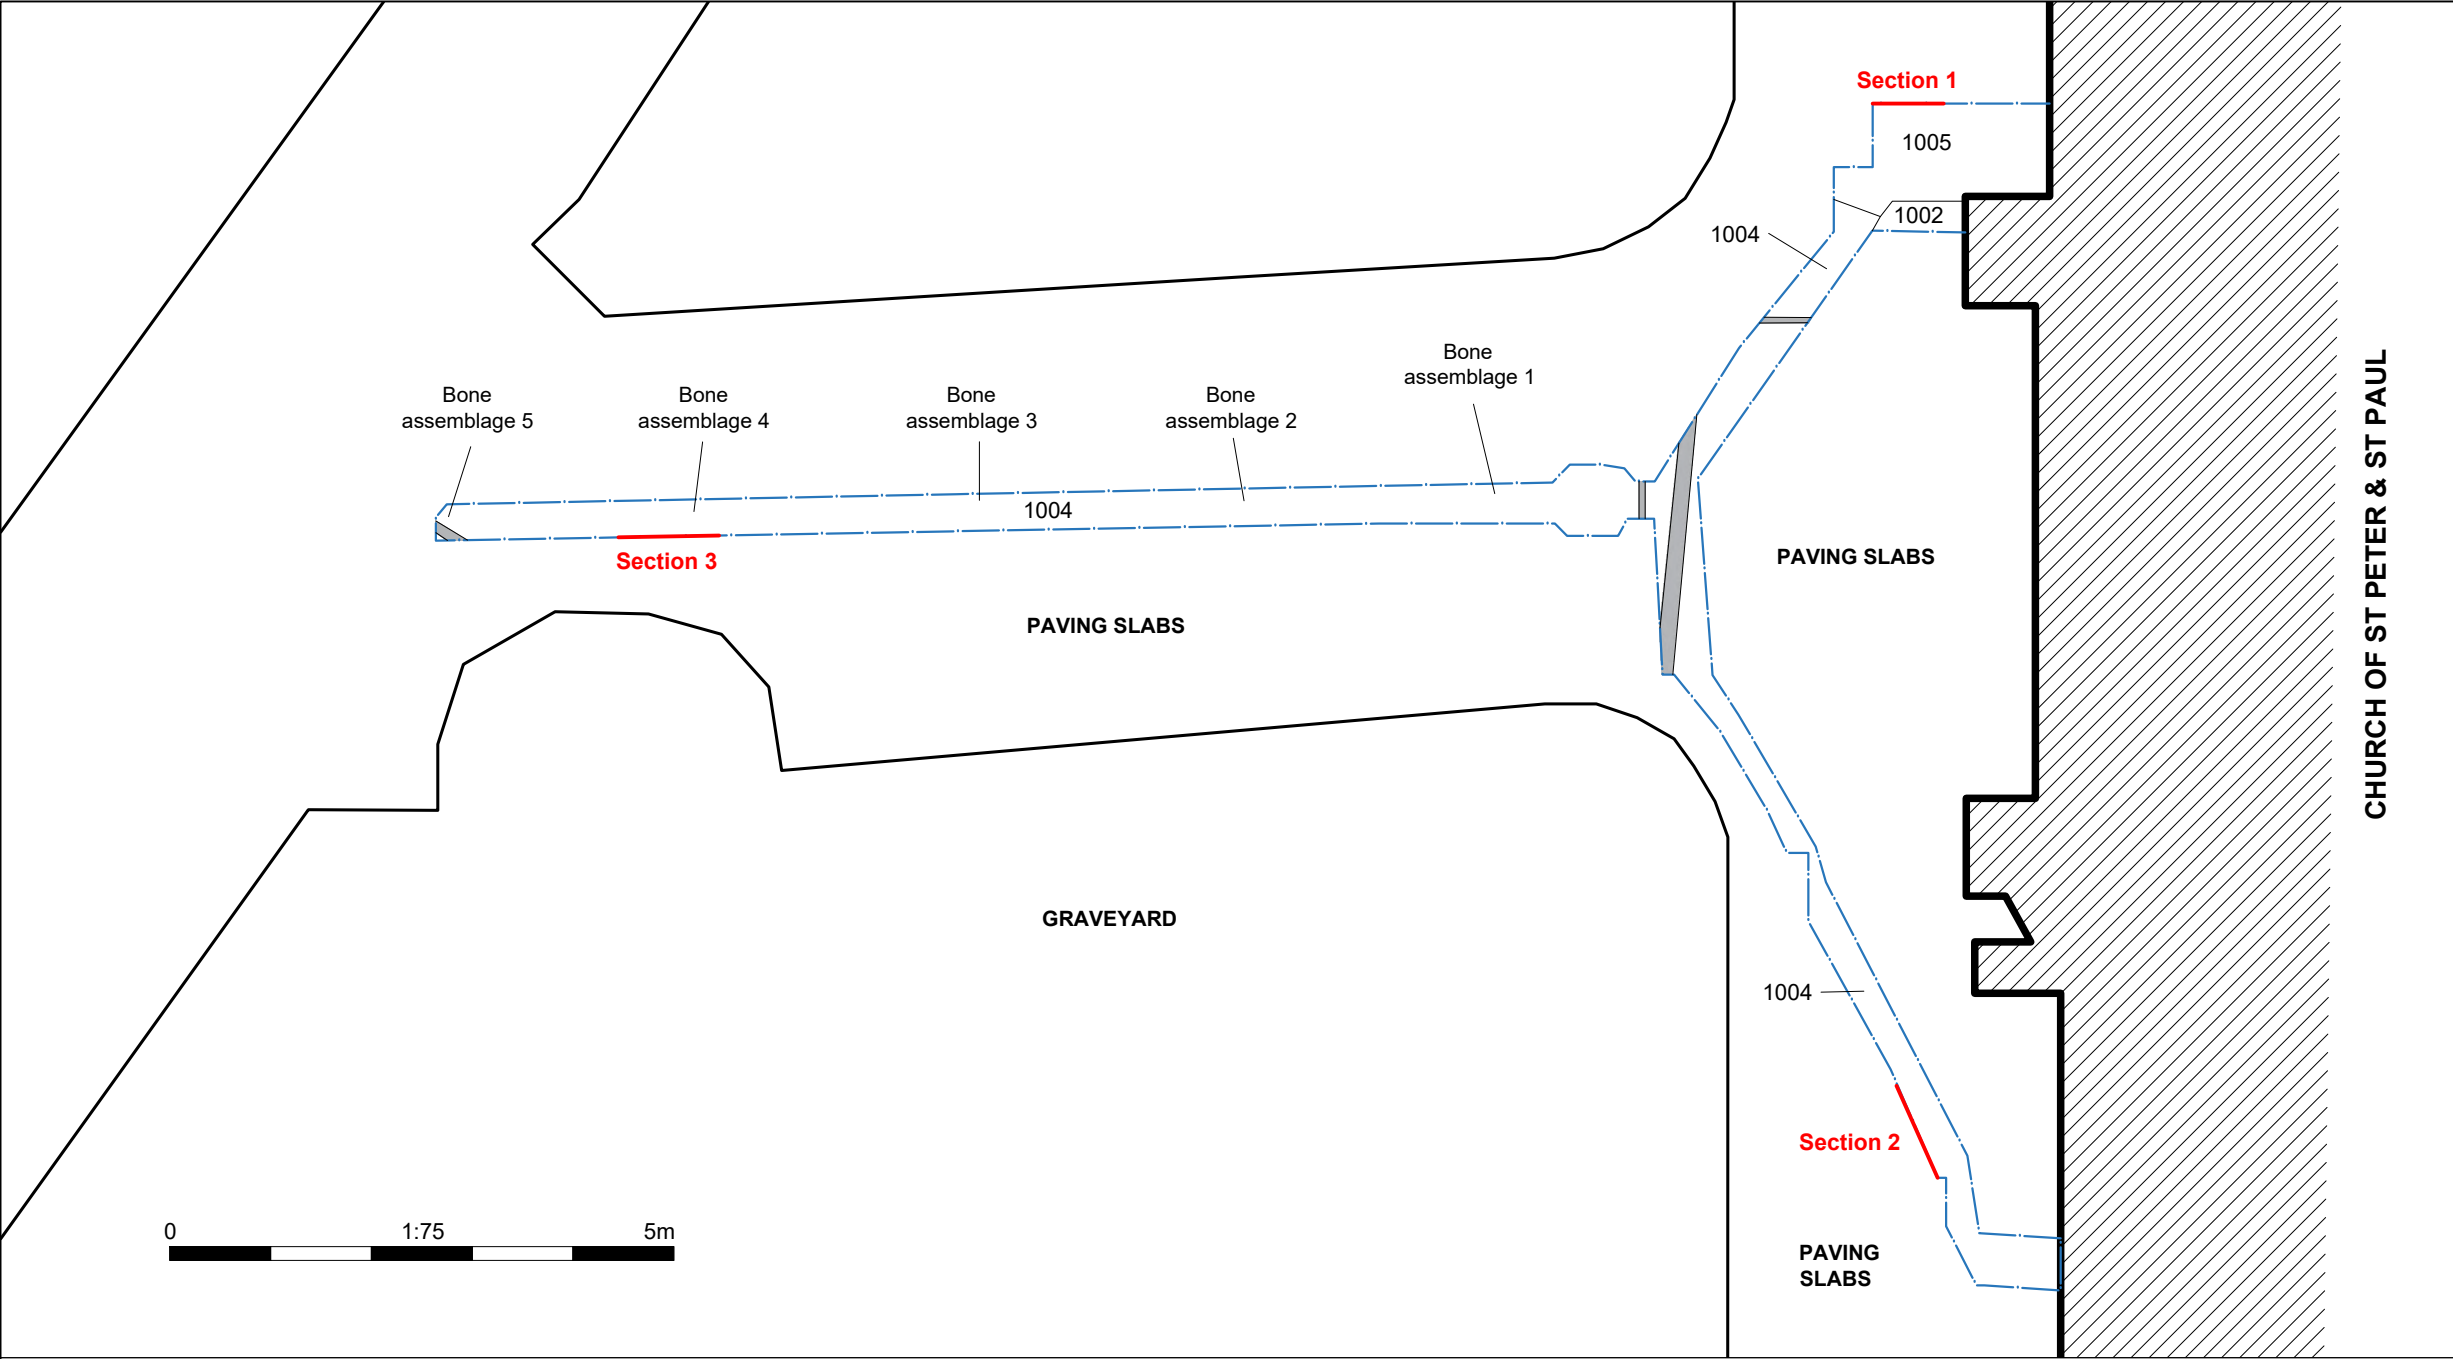 Section 1
1005
1002
1004
Bone
assemblage 1
Bone
assemblage 5
Bone
assemblage 4
Bone
assemblage 3
Bone
assemblage 2
1004
Section 3
PAVING SLABS
PAVING SLABS
CHURCH OF ST PETER & ST PAUL
GRAVEYARD
1004
Section 2
0 1:75 5m
PAVING
SLABS